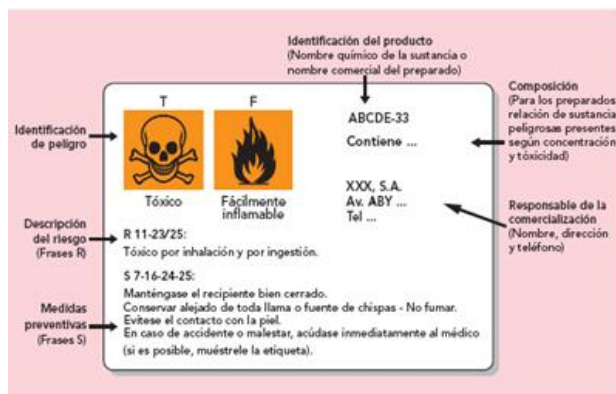 Identificación del producto
(Nombre químico de la sustancia o
nombre comercial del preparado)
T
F
Identificación
de peligro
Tóxico
Fácilmente
inflamable
ABCDE-33
Contiene ...
Composición
(Para los preparados
relación de sustancia
peligrosas presentes
según concentración
y tóxicidad)
XXX, S.A.
Av. ABY ...
Tel ...
Responsable de la
comercialización
(Nombre, dirección
y teléfono)
Descripción
del riesgo
(Frases R)
R 11-23/25:
Tóxico por inhalación y por ingestión.
S 7-16-24-25:
Manténgase el recipiente bien cerrado.
Conservar alejado de toda llama o fuente de chispas - No fumar.
Evítese el contacto con la piel.
En caso de accidente o malestar, acúdase inmediatamente al médico
(si es posible, muéstrele la etiqueta).
Medidas
preventivas
(Frases S)